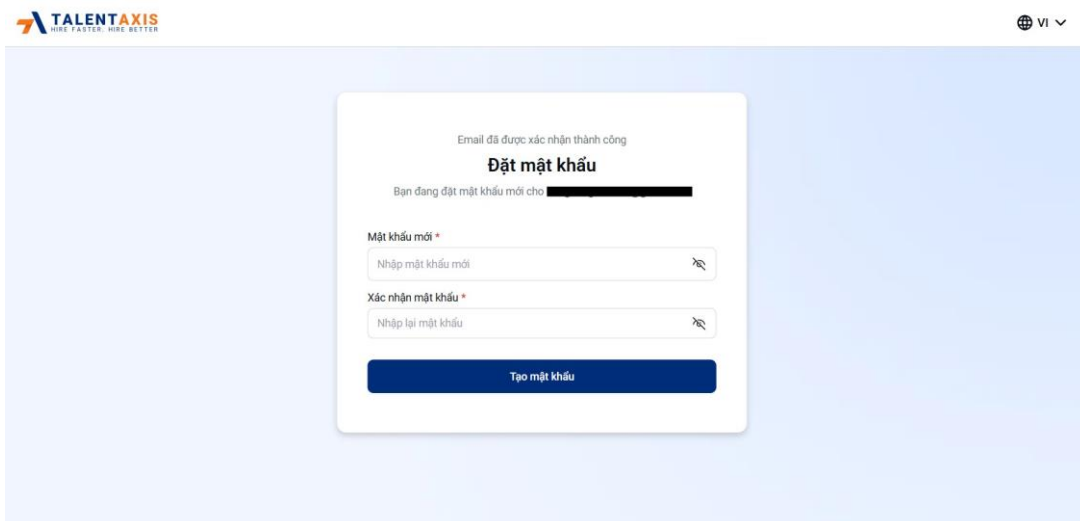 TALENTAXIS
HIRE FASTER. HIRE BETTER
VI
Email đã được xác nhận thành công
Đặt mật khẩu
Bạn đang đặt mật khẩu mới cho
Mật khẩu mới *
Nhập mật khẩu mới
Xác nhận mật khẩu *
Nhập lại mật khẩu
Tạo mật khẩu